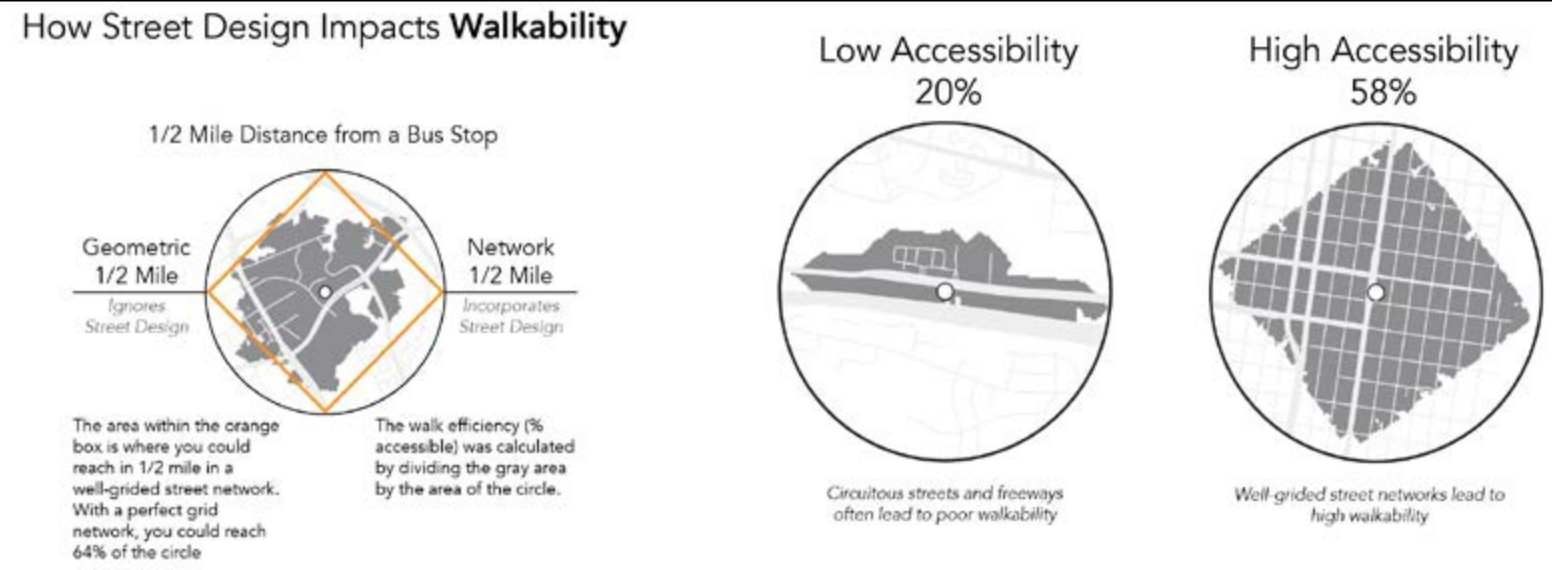 How Street Design Impacts Walkability
1/2 Mile Distance from a Bus Stop
Geometric
1/2 Mile
Ignores
Street Design
Network
1/2 Mile
Incorporates
Street Design
The area within the orange
box is where you could
reach in 1/2 mile in a
well-grided street network.
With a perfect grid
network, you could reach
64% of the circle
The walk efficiency (%
accessible) was calculated
by dividing the gray area
by the area of the circle.
Low Accessibility
20%
Circuitous streets and freeways
often lead to poor walkability
High Accessibility
58%
Well-grided street networks lead to
high walkability